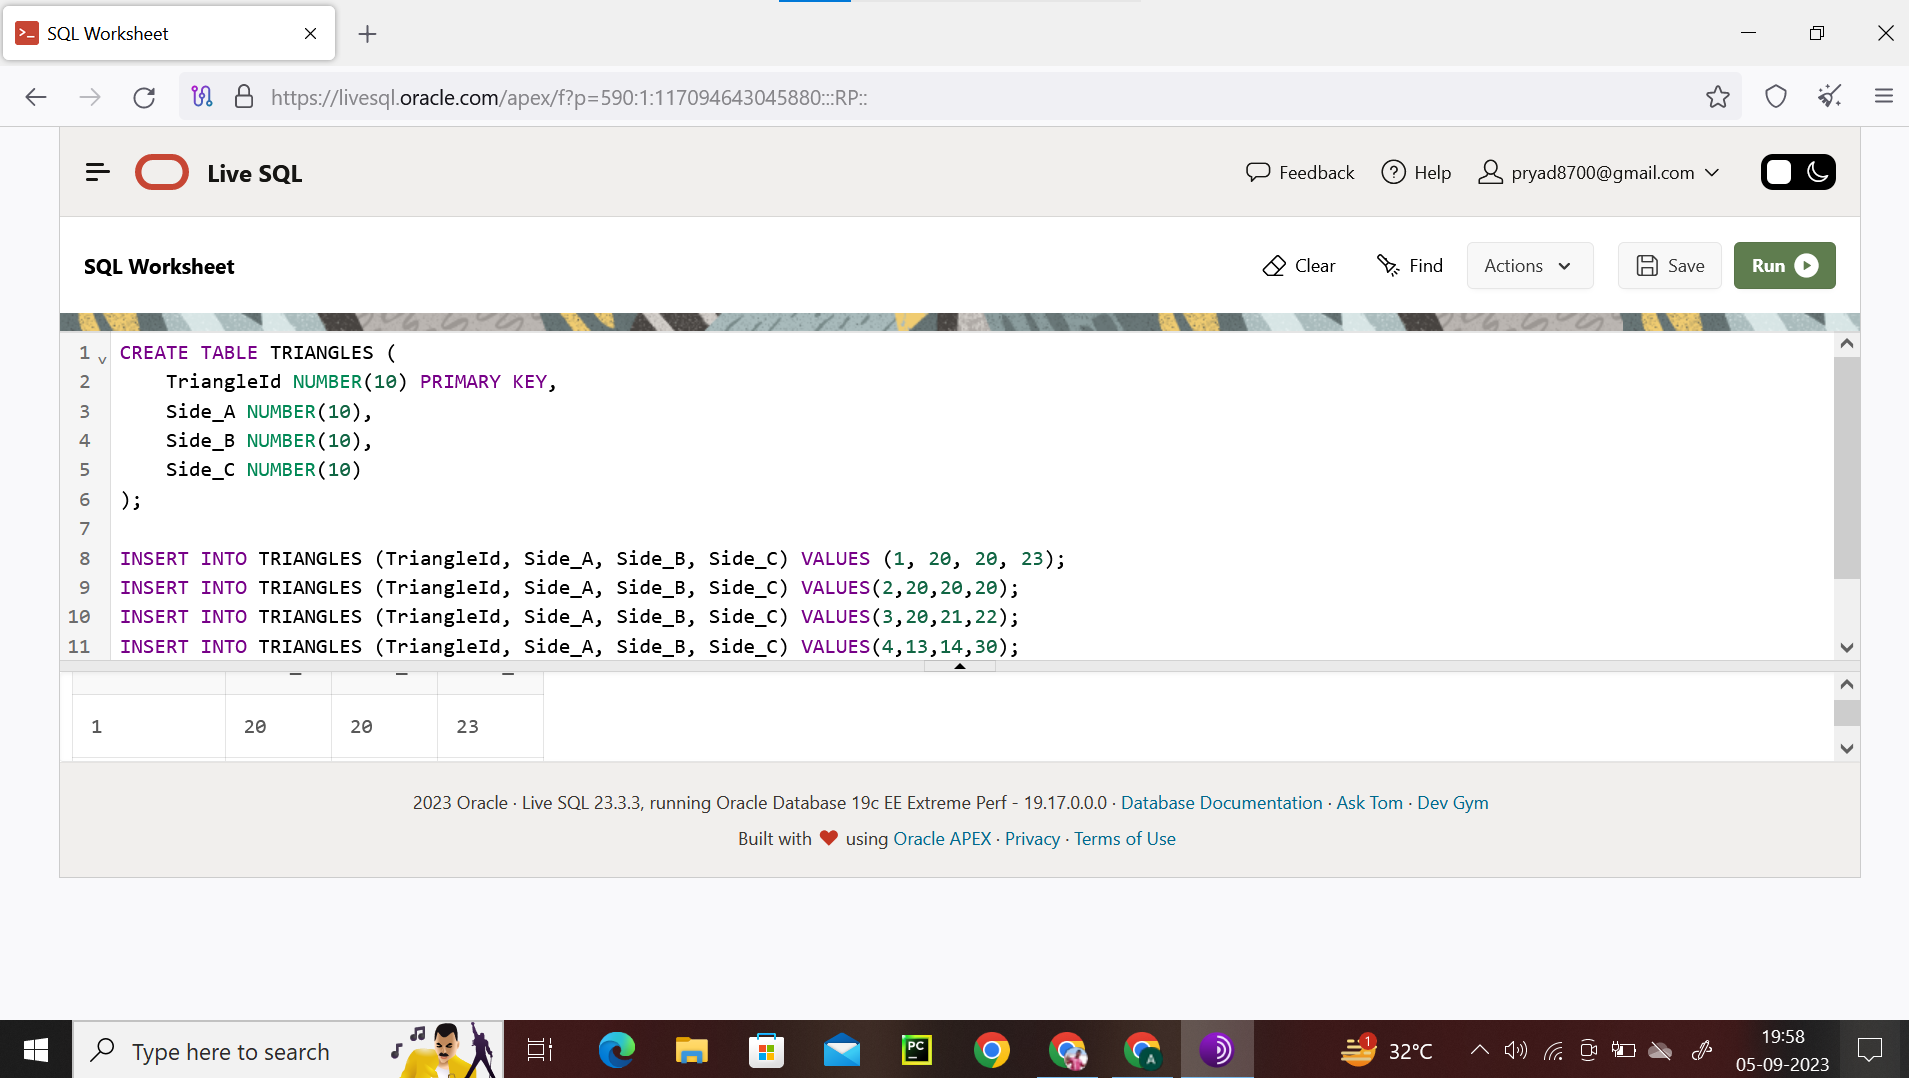 SQL Worksheet
https://livesql.oracle.com/apex/f?p=590:1:117094643045880:::RP::
Live SQL
Feedback
Help
pryad8700@gmail.com
SQL Worksheet
Clear
Find
Actions
Save
Run
1 CREATE TABLE TRIANGLES (
2 TriangleId NUMBER(10) PRIMARY KEY,
3 Side_A NUMBER(10),
4 Side_B NUMBER(10),
5 Side_C NUMBER(10)
6 );
7
8 INSERT INTO TRIANGLES (TriangleId, Side_A, Side_B, Side_C) VALUES (1, 20, 20, 23);
9 INSERT INTO TRIANGLES (TriangleId, Side_A, Side_B, Side_C) VALUES(2,20,20,20);
10 INSERT INTO TRIANGLES (TriangleId, Side_A, Side_B, Side_C) VALUES(3,20,21,22);
11 INSERT INTO TRIANGLES (TriangleId, Side_A, Side_B, Side_C) VALUES(4,13,14,30);
1 20 20 23
2023 Oracle · Live SQL 23.3.3, running Oracle Database 19c EE Extreme Perf - 19.17.0.0.0 · Database Documentation · Ask Tom · Dev Gym
Built with ❤ using Oracle APEX · Privacy · Terms of Use
Type here to search
PC
A
1
32°C
19:58
05-09-2023